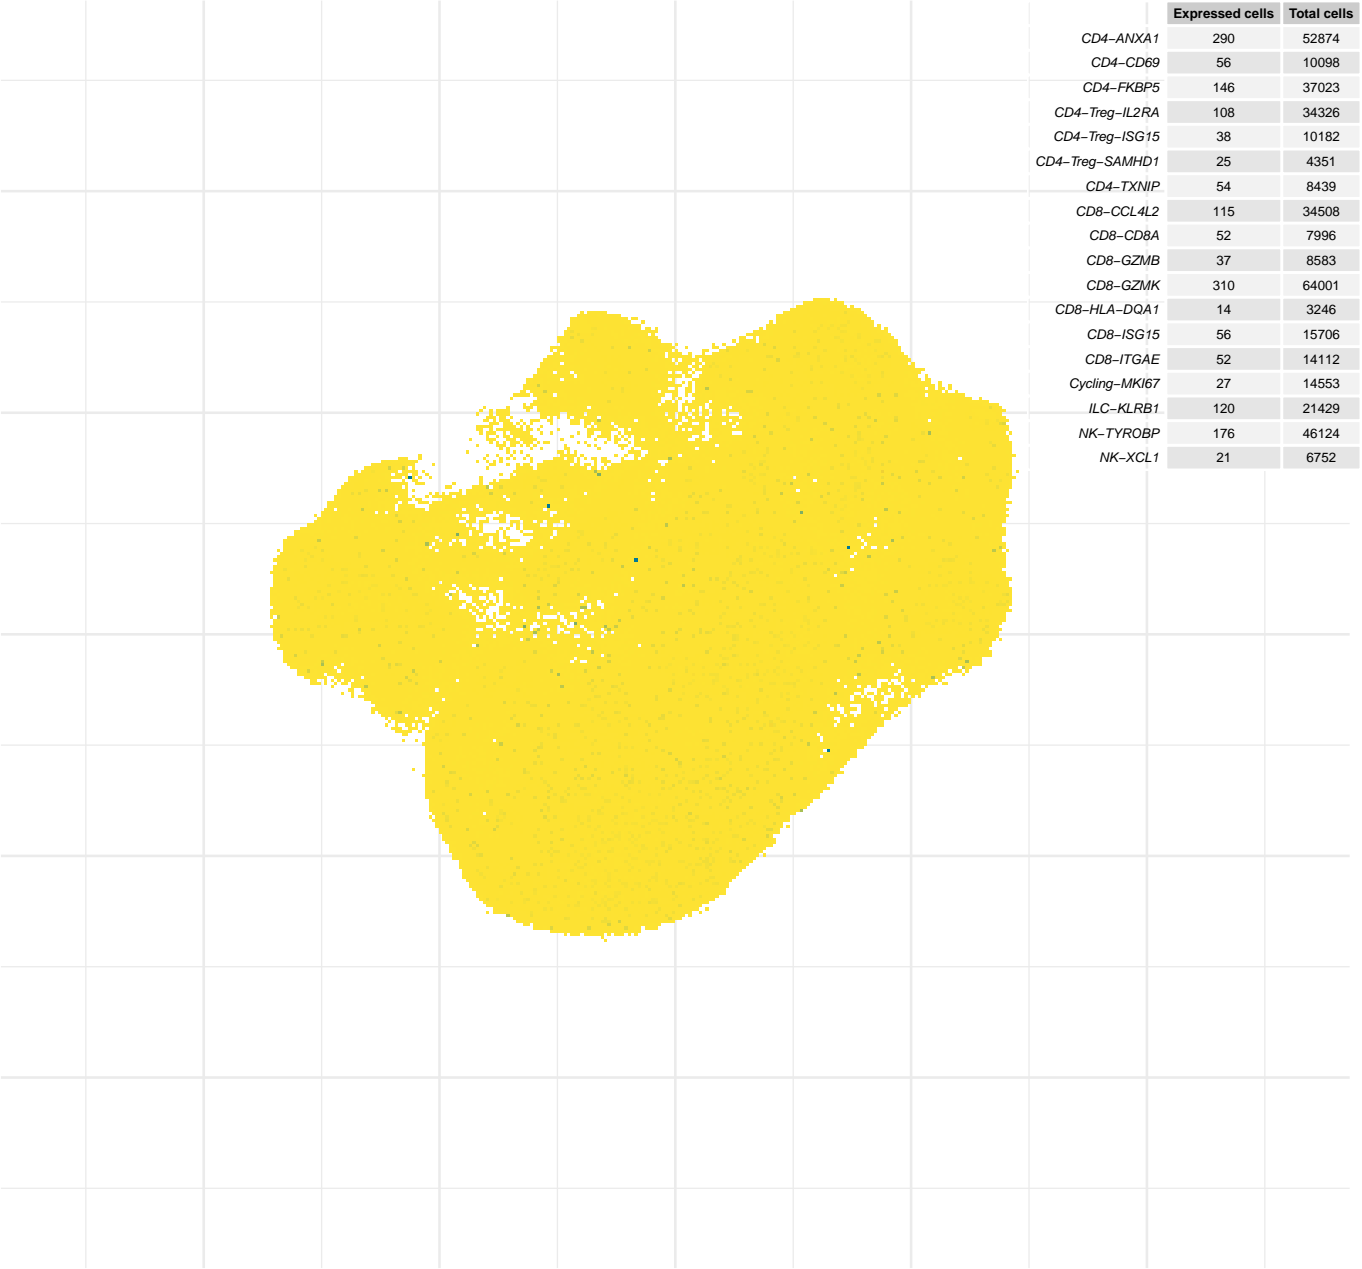 Expressed cells Total cells
CD4−ANXA1 290 52874
CD4−CD69 56 10098
CD4−FKBP5 146 37023
CD4−Treg−IL2RA 108 34326
CD4−Treg−ISG15 38 10182
CD4−Treg−SAMHD1 25 4351
CD4−TXNIP 54 8439
CD8−CCL4L2 115 34508
CD8−CD8A 52 7996
CD8−GZMB 37 8583
CD8−GZMK 310 64001
CD8−HLA−DQA1 14 3246
CD8−ISG15 56 15706
CD8−ITGAE 52 14112
Cycling−MKI67 27 14553
ILC−KLRB1 120 21429
NK−TYROBP 176 46124
NK−XCL1 21 6752